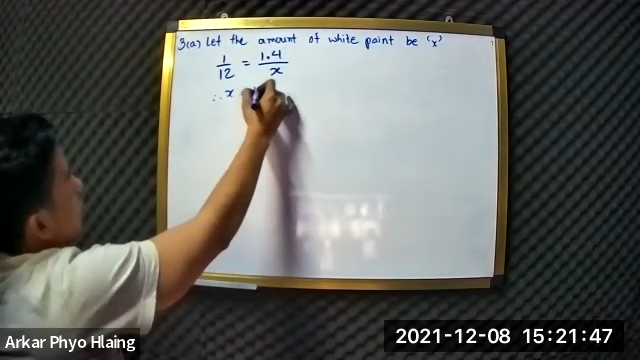 3(a) Let the amount of white paint be 'x'
1/12 = 1.4/x
∴ x =
Arkar Phyo Hlaing
2021-12-08 15:21:47